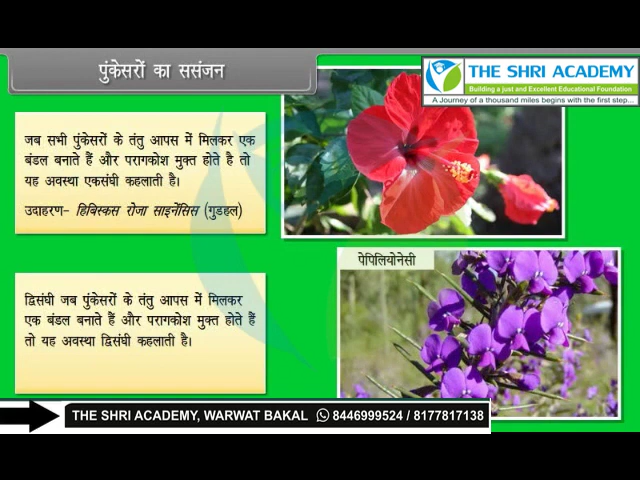 पुंकेसरों का ससंजन
THE SHRI ACADEMY
Building a just and Excellent Educational Foundation
A Journey of a thousand miles begins with the first step...
जब सभी पुंकेसरों के तंतु आपस में मिलकर एक
बंडल बनाते हैं और परागकोश मुक्त होते है तो
यह अवस्था एकसंघी कहलाती है।
उदाहरण- हिबिस्कस रोजा साइनेंसिस (गुडहल)
पेपिलियोनेसी
द्विसंघी जब पुंकेसरों के तंतु आपस में मिलकर
एक बंडल बनाते हैं और परागकोश मुक्त होते हैं
तो यह अवस्था द्विसंघी कहलाती है।
THE SHRI ACADEMY, WARWAT BAKAL 8446999524 / 8177817138